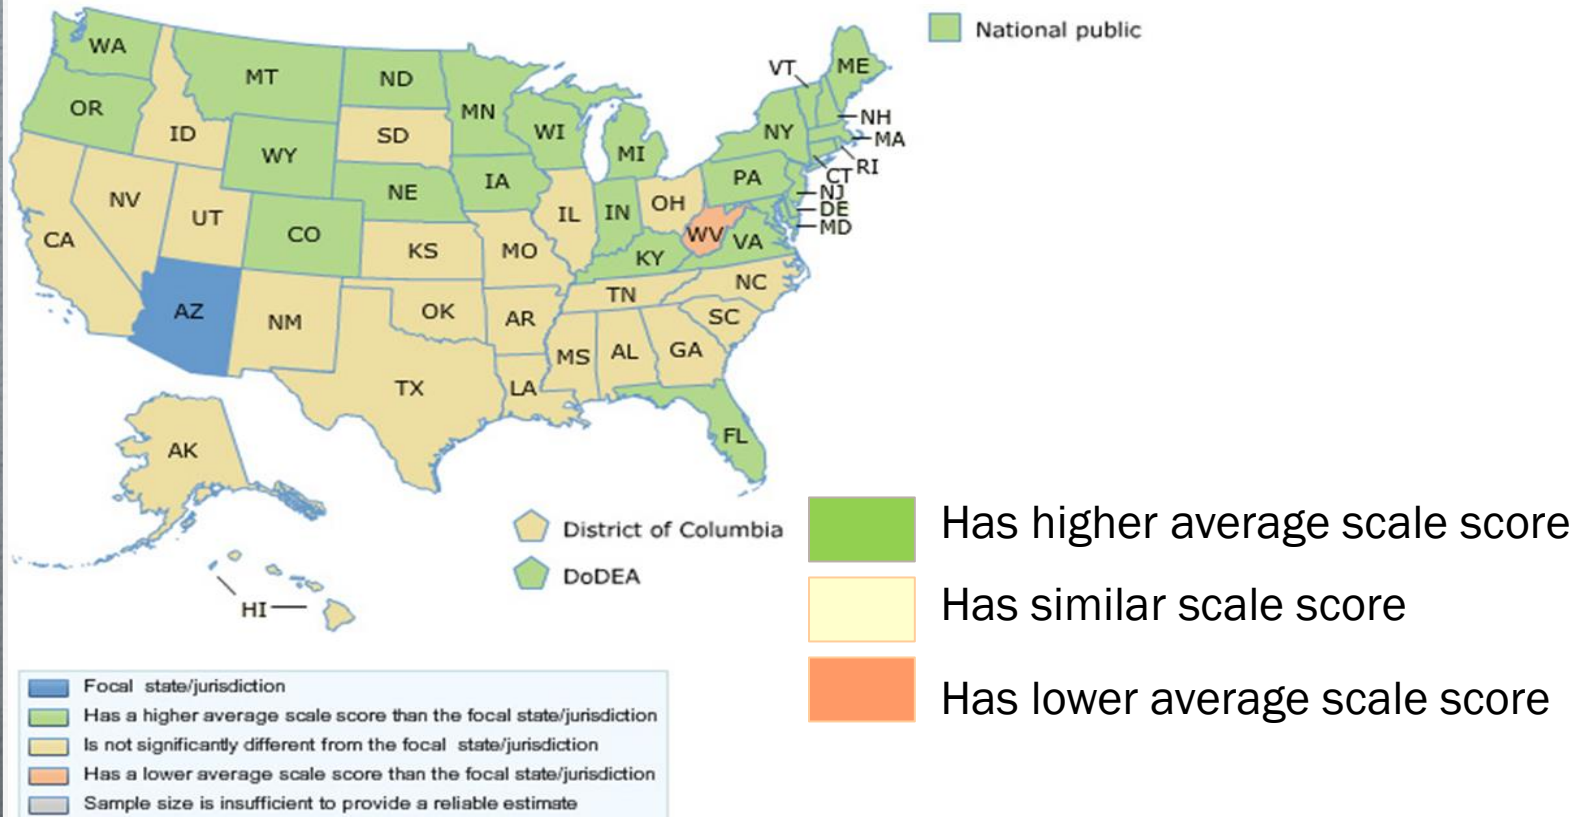 WA
MT
ND
MN
OR
ID
SD
WI
WY
MI
NY
VT
ME
NH
MA
RI
CT
NJ
DE
MD
PA
IA
NE
NV
UT
CO
IL
IN
OH
WV
VA
CA
KS
MO
KY
AZ
NM
OK
AR
TN
NC
SC
MS
AL
GA
TX
LA
FL
AK
HI
National public
District of Columbia
DoDEA
Has higher average scale score
Has similar scale score
Has lower average scale score
Focal state/jurisdiction
Has a higher average scale score than the focal state/jurisdiction
Is not significantly different from the focal state/jurisdiction
Has a lower average scale score than the focal state/jurisdiction
Sample size is insufficient to provide a reliable estimate